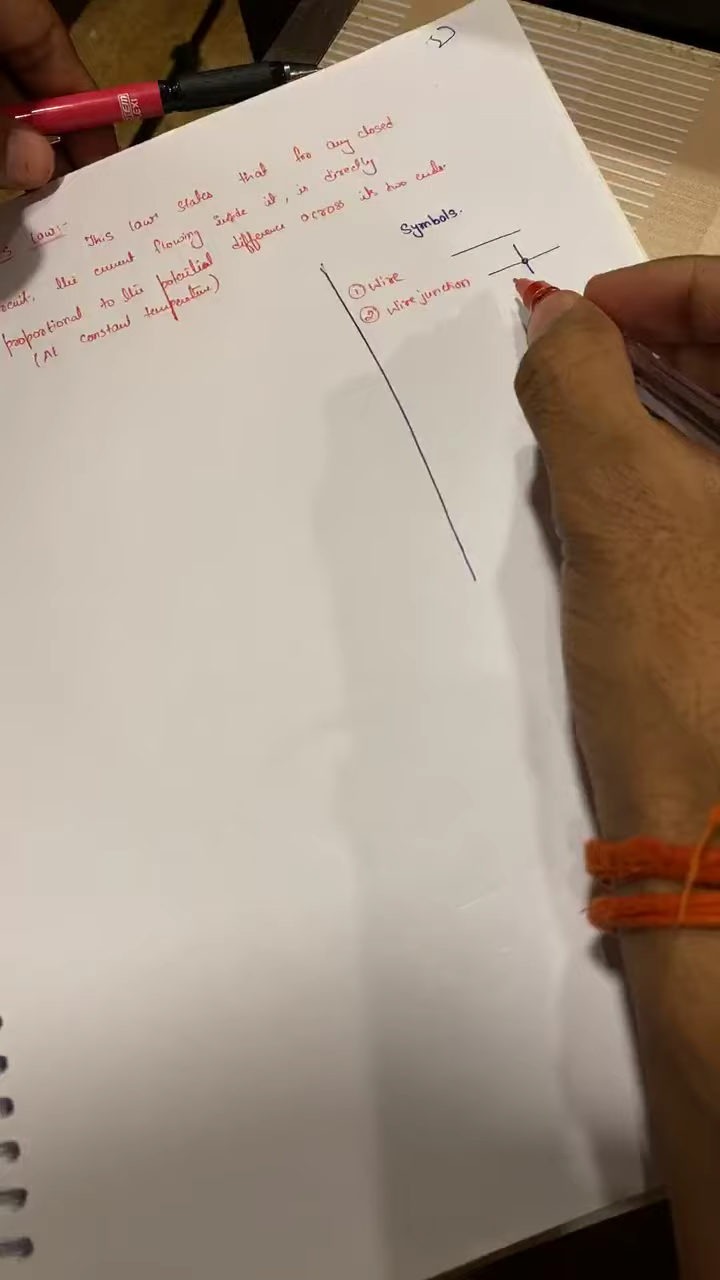 s Law:- This law states that for any closed
cuit, the current flowing inside it, is directly
proportional to the potential difference across its two ends.
(At constant temperature)
Symbols.
① Wire
② Wire junction